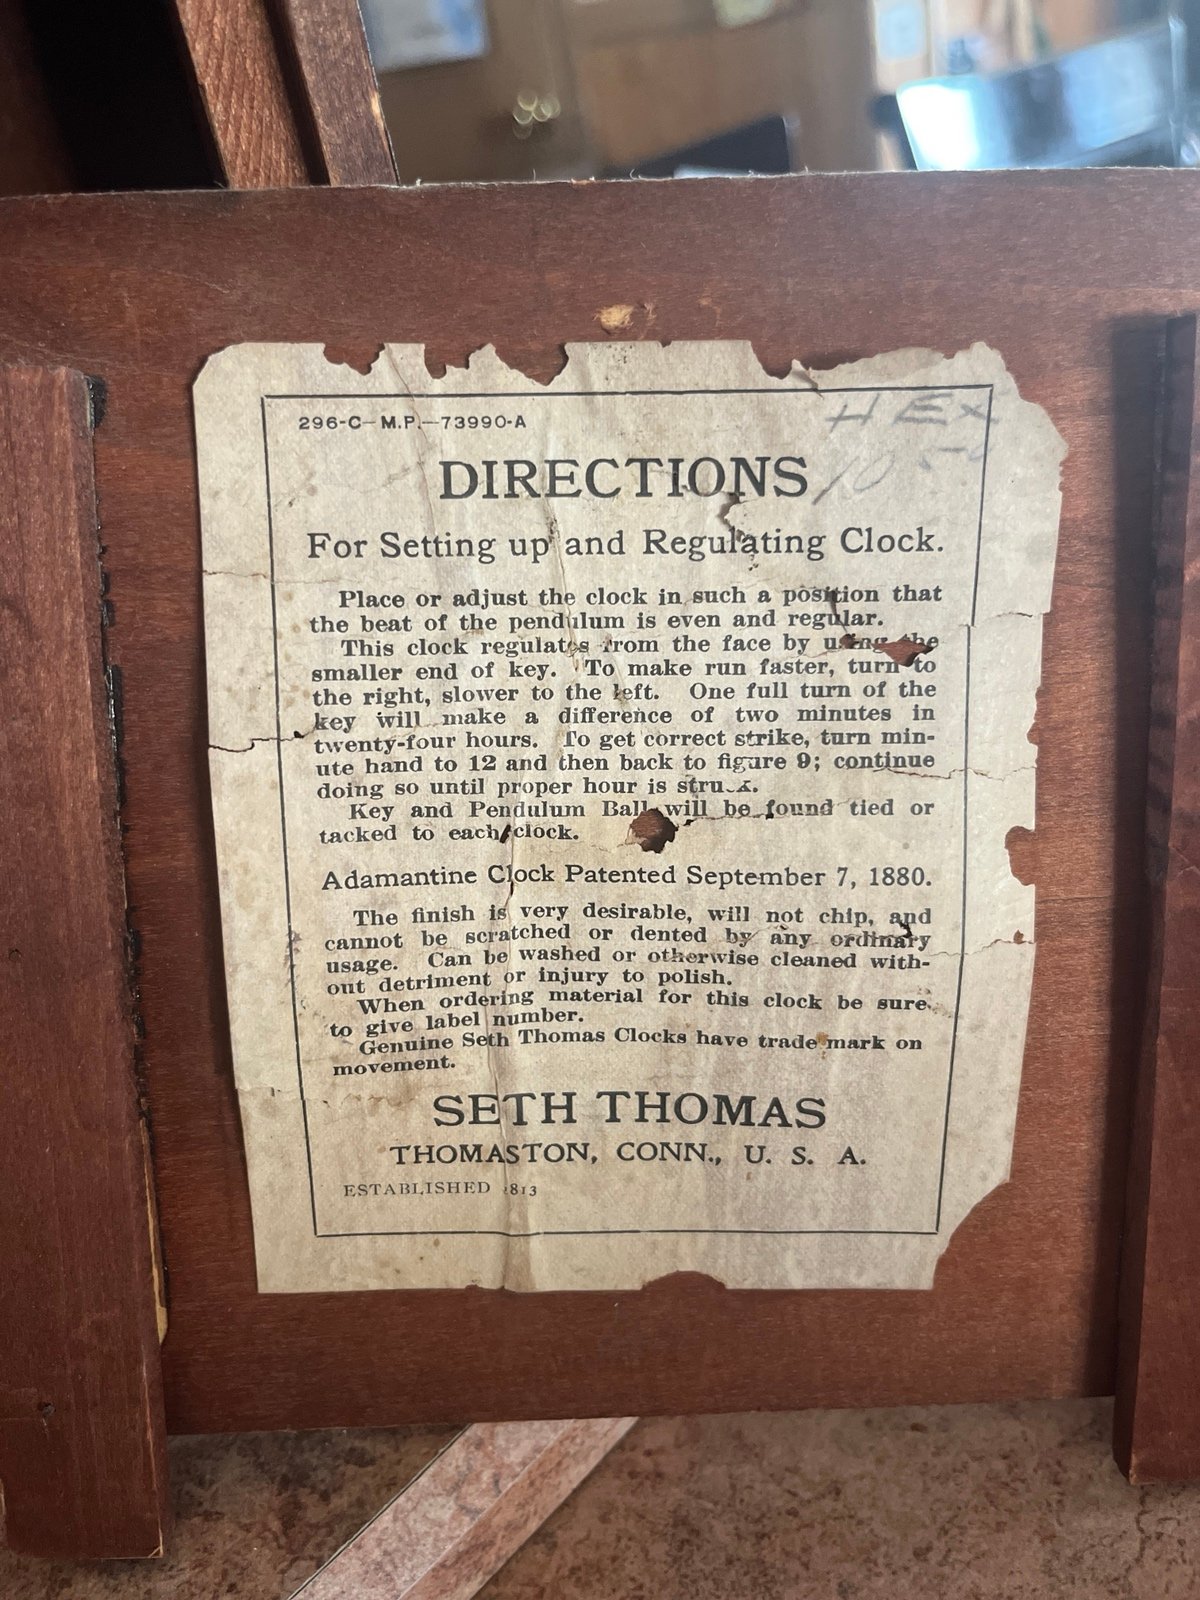 296-C-M.P.-73990-A
H Ex
10 50
DIRECTIONS
For Setting up and Regulating Clock.
Place or adjust the clock in such a position that
the beat of the pendulum is even and regular.
This clock regulates from the face by using the
smaller end of key. To make run faster, turn to
the right, slower to the left. One full turn of the
key will make a difference of two minutes in
twenty-four hours. To get correct strike, turn min-
ute hand to 12 and then back to figure 9; continue
doing so until proper hour is struck.
Key and Pendulum Ball will be found tied or
tacked to each clock.
Adamantine Clock Patented September 7, 1880.
The finish is very desirable, will not chip, and
cannot be scratched or dented by any ordinary
usage. Can be washed or otherwise cleaned with-
out detriment or injury to polish.
When ordering material for this clock be sure
to give label number.
Genuine Seth Thomas Clocks have trade mark on
movement.
SETH THOMAS
THOMASTON, CONN., U. S. A.
ESTABLISHED 1813